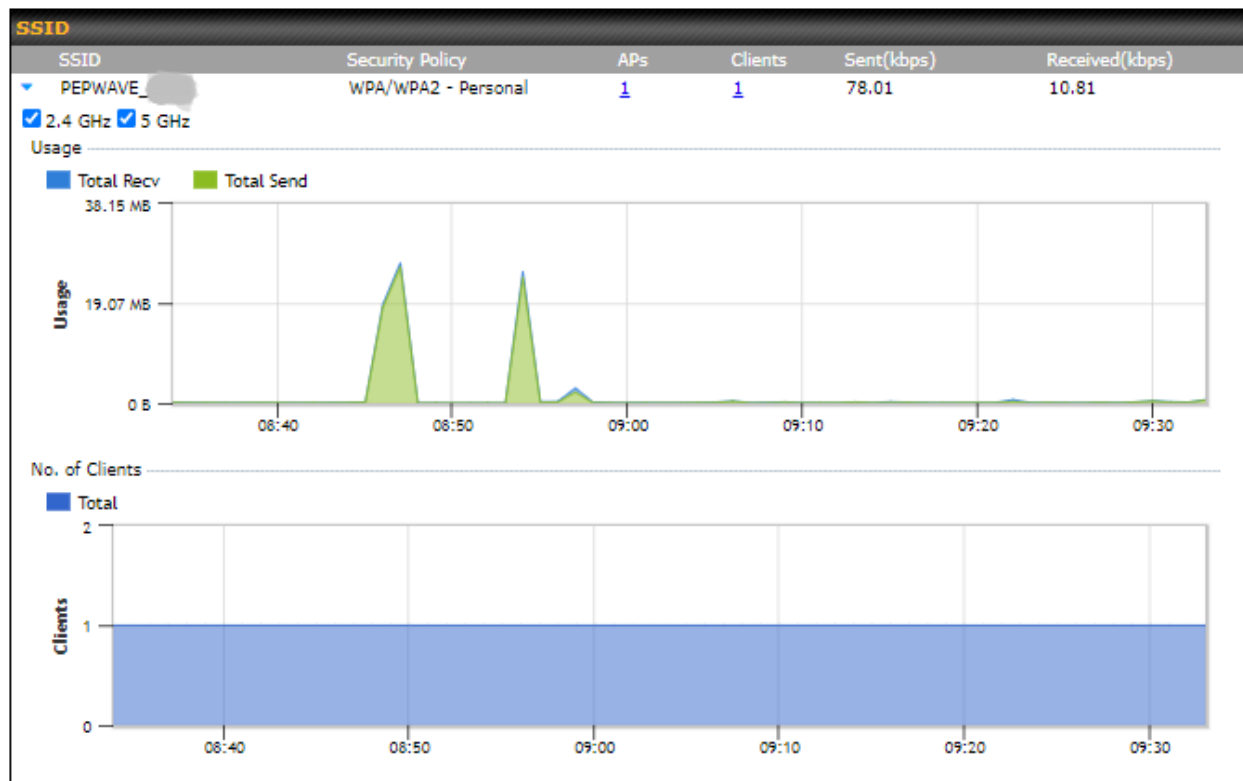 SSID
SSID Security Policy APs Clients Sent(kbps) Received(kbps)
PEPWAVE_ WPA/WPA2 - Personal 1 1 78.01 10.81
2.4 GHz 5 GHz
Usage
Total Recv Total Send
38.15 MB
Usage
19.07 MB
0 B
08:40 08:50 09:00 09:10 09:20 09:30
No. of Clients
Total
2
Clients
1
0
08:40 08:50 09:00 09:10 09:20 09:30